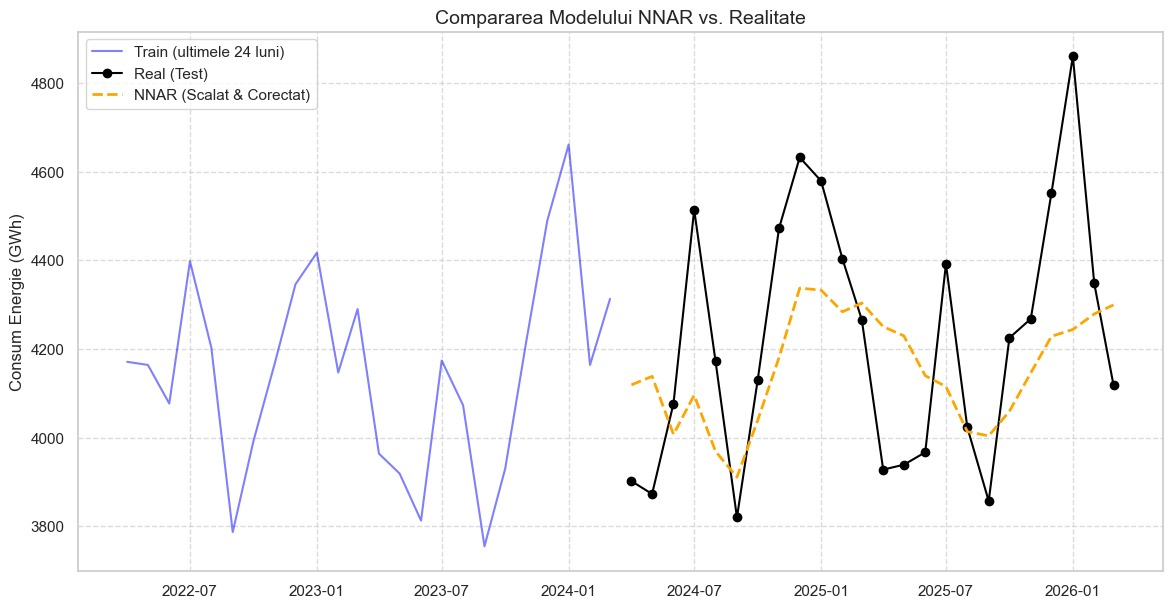 Compararea Modelului NNAR vs. Realitate
Train (ultimele 24 luni)
Real (Test)
NNAR (Scalat & Corectat)
Consum Energie (GWh)
4800
4600
4400
4200
4000
3800
2022-07
2023-01
2023-07
2024-01
2024-07
2025-01
2025-07
2026-01